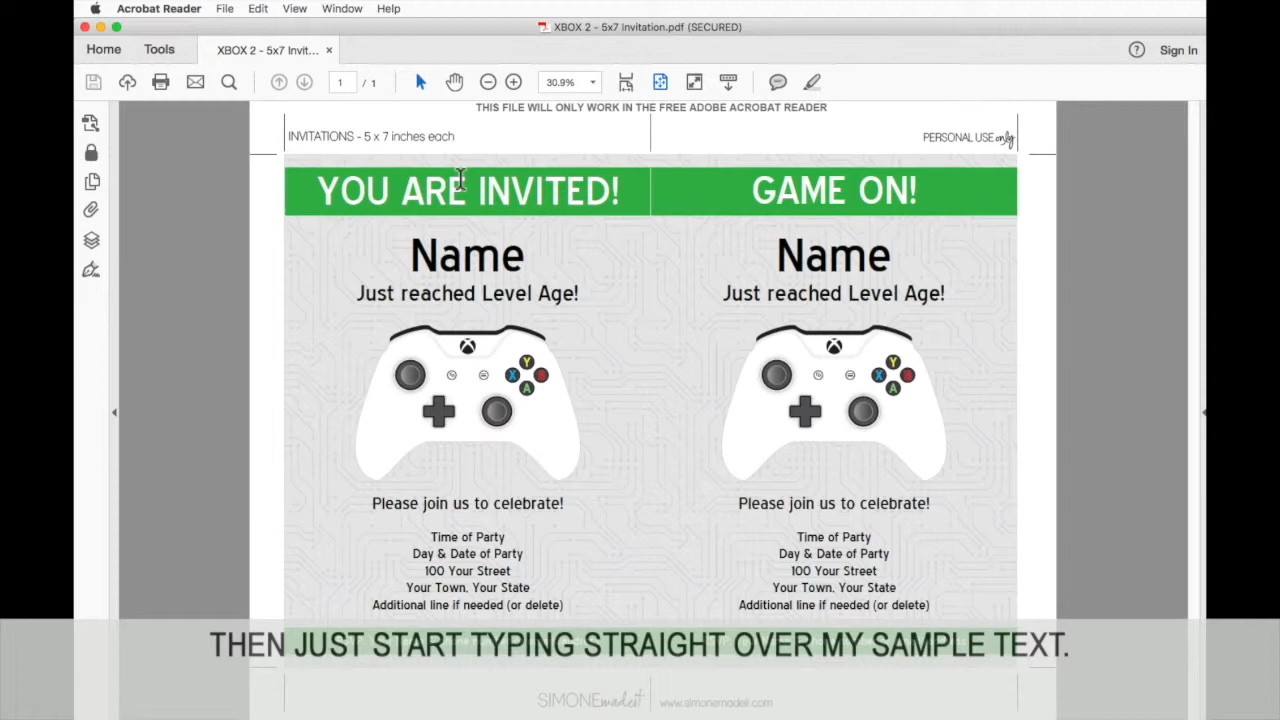 Acrobat Reader File Edit View Window Help
XBOX 2 - 5x7 Invitation.pdf (SECURED)
Home Tools XBOX 2 - 5x7 Invit... × ? Sign In
1 / 1 30.9%
THIS FILE WILL ONLY WORK IN THE FREE ADOBE ACROBAT READER
INVITATIONS - 5 x 7 inches each
PERSONAL USE only
YOU ARE INVITED!
Name
Just reached Level Age!
Y
X B
A
Please join us to celebrate!
Time of Party
Day & Date of Party
100 Your Street
Your Town, Your State
Additional line if needed (or delete)
GAME ON!
Name
Just reached Level Age!
Y
X B
A
Please join us to celebrate!
Time of Party
Day & Date of Party
100 Your Street
Your Town, Your State
Additional line if needed (or delete)
THEN JUST START TYPING STRAIGHT OVER MY SAMPLE TEXT.
SIMONEmadeit www.simonemadeit.com